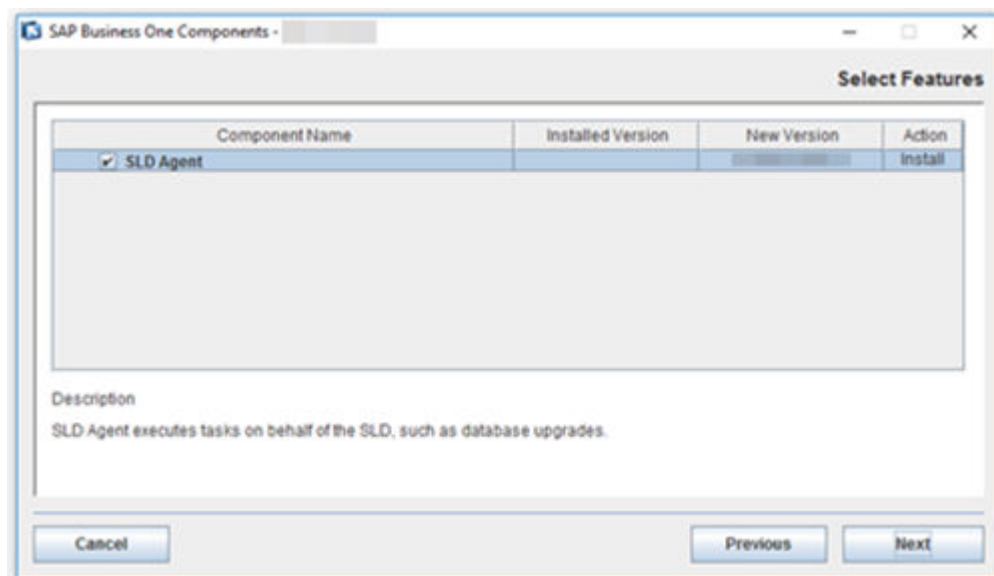 SAP Business One Components -
Select Features
Component Name Installed Version New Version Action
SLD Agent Install
Description
SLD Agent executes tasks on behalf of the SLD, such as database upgrades.
Cancel Previous Next